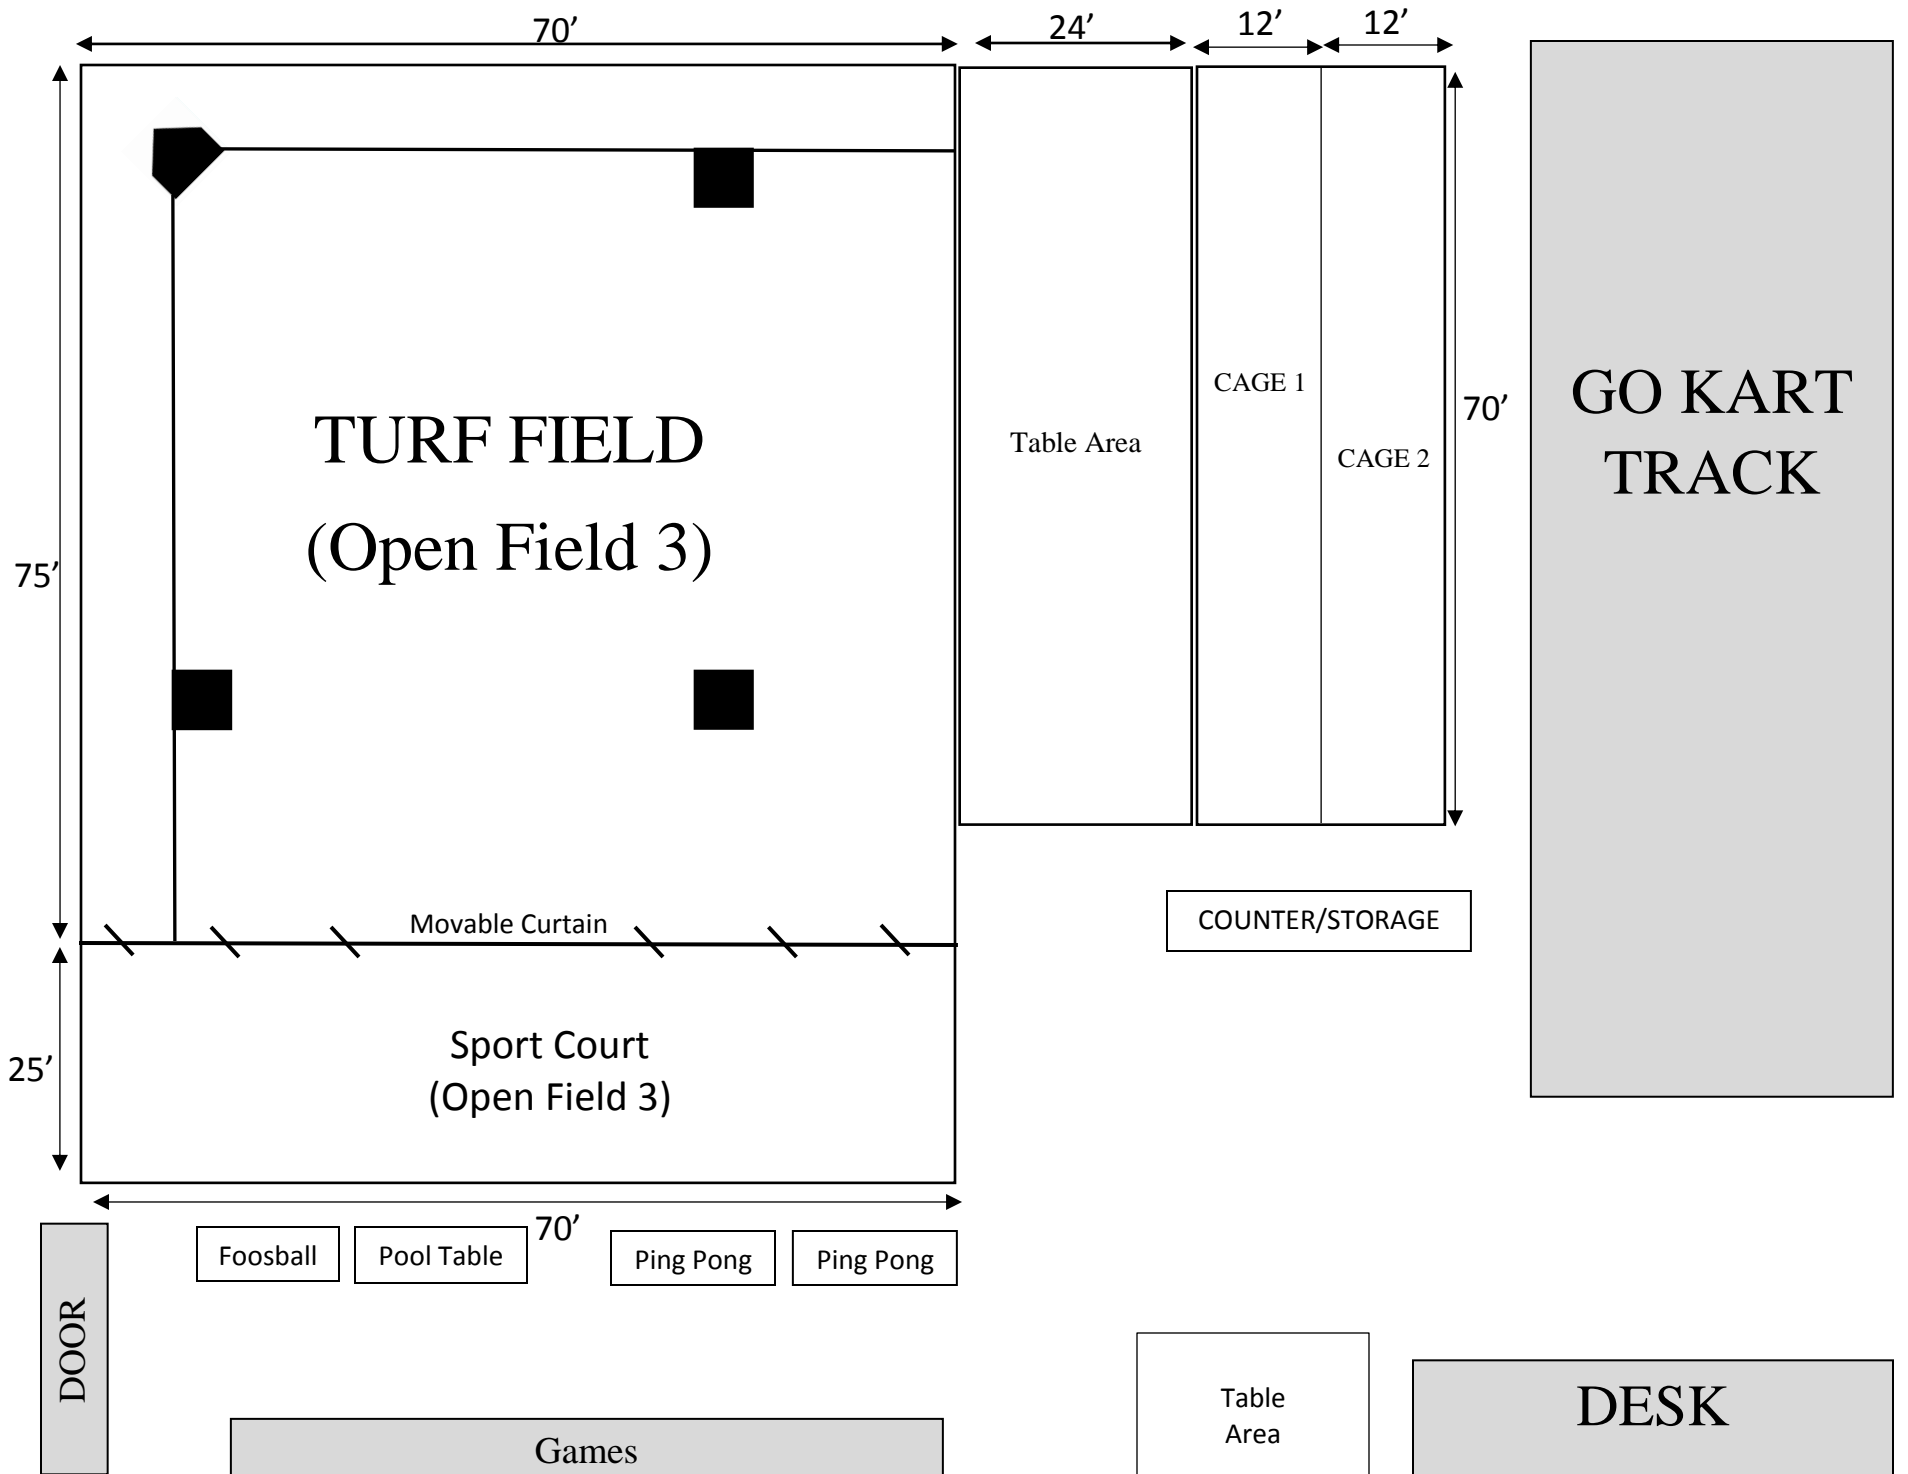 70’
24’
12’
12’
TURF FIELD
(Open Field 3)
Table Area
CAGE 1
CAGE 2
70’
GO KART
TRACK
75’
Movable Curtain
COUNTER/STORAGE
Sport Court
(Open Field 3)
25’
70’
Foosball
Pool Table
Ping Pong
Ping Pong
DOOR
Games
Table
Area
DESK